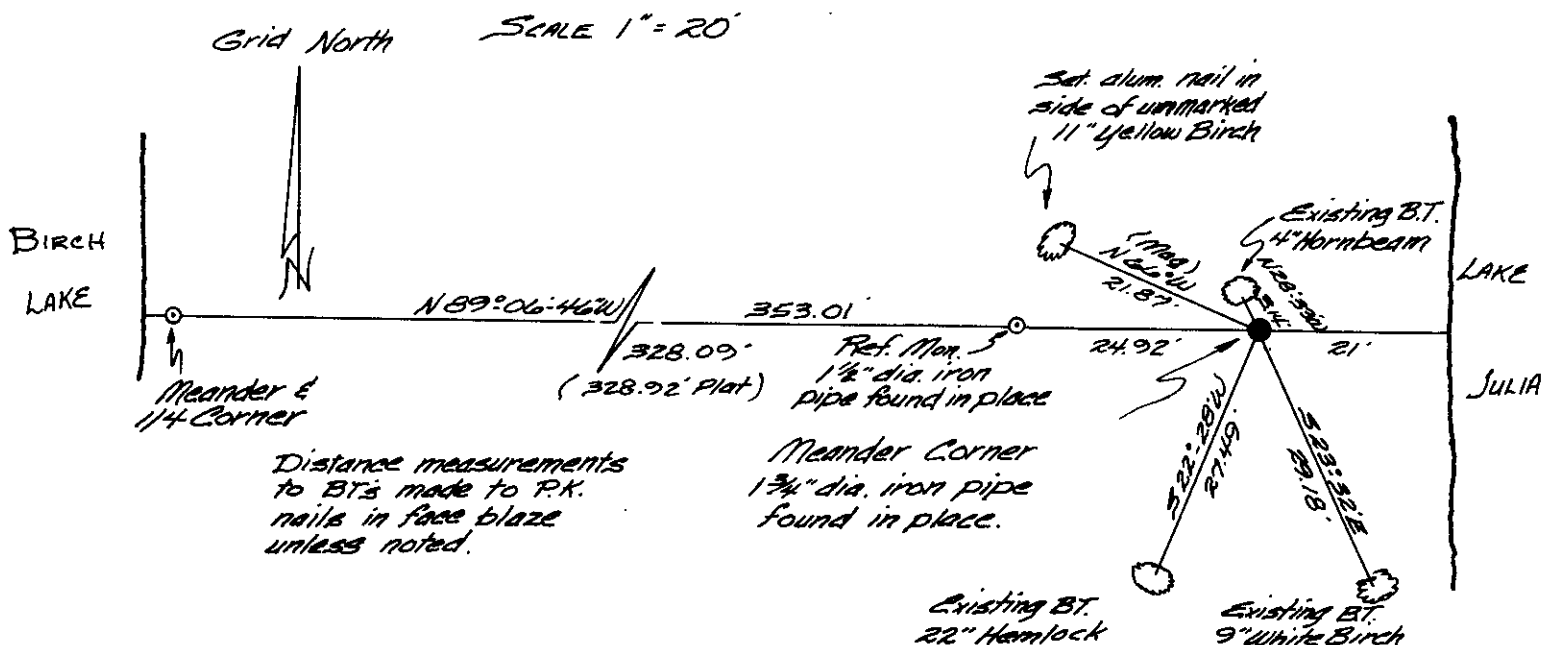 SCALE 1" = 20'
Grid North
N
Set. alum. nail in
side of unmarked
11" Yellow Birch
Existing B.T.
4" Hornbeam
BIRCH
LAKE
(Mag)
21.87'
N28°33'W
LAKE
JULIA
N89°-06'-46"W
353.01'
328.09'
(328.92' Plat)
24.92'
21'
Ref. Mon.
1½" dia. iron
pipe found in place
Meander &
1/4 Corner
Meander Corner
1¾" dia. iron pipe
found in place.
Distance measurements
to BT's made to P.K.
nails in face blaze
unless noted.
S22°-28'W
27.49'
S23°32'E
29.18'
Existing BT.
22" Hemlock
Existing BT.
9" White Birch